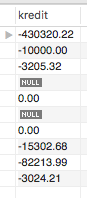 kredit
-430320.22
-10000.00
-3205.32
NULL
0.00
NULL
0.00
-15302.68
-82213.99
-3024.21